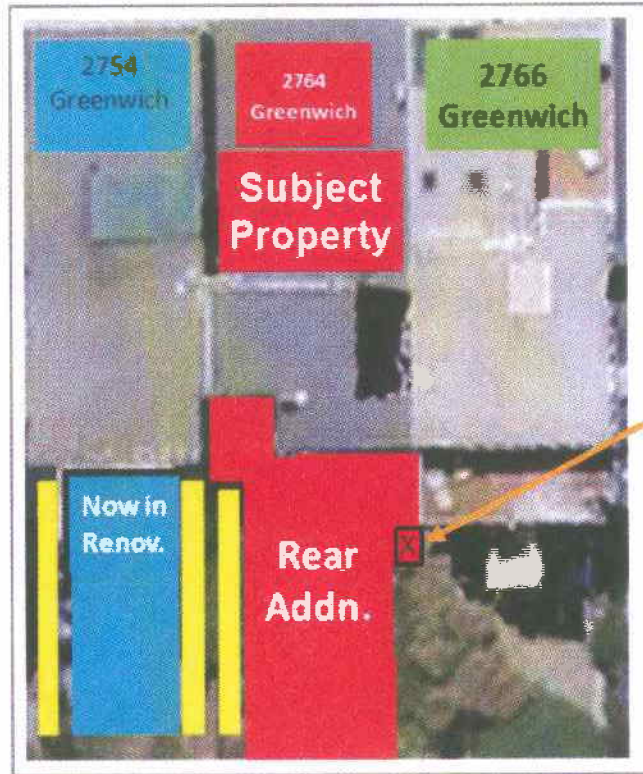 2754
Greenwich
2764
Greenwich
2766
Greenwich
Subject
Property
Now in
Renov.
Rear
Addn.
X